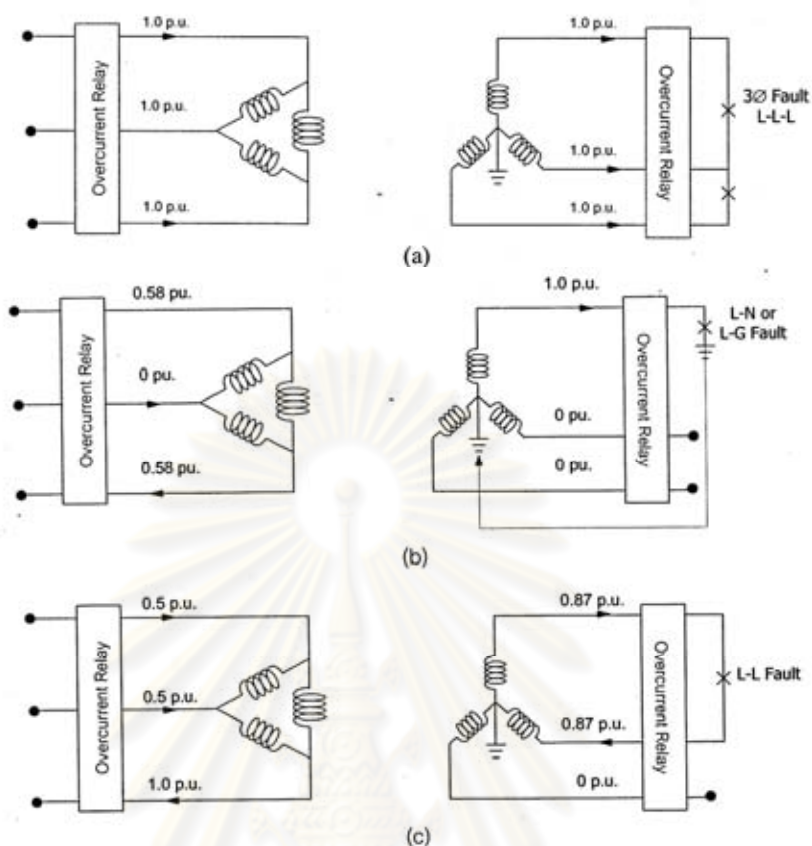 1.0 p.u.
1.0 p.u.
1.0 p.u.
Overcurrent Relay
1.0 p.u.
1.0 p.u.
1.0 p.u.
Overcurrent Relay
3Ø Fault
L-L-L
(a)
0.58 pu.
0 pu.
0.58 pu.
Overcurrent Relay
1.0 p.u.
0 pu.
0 pu.
Overcurrent Relay
L-N or
L-G Fault
(b)
0.5 p.u.
0.5 p.u.
1.0 p.u.
Overcurrent Relay
0.87 p.u.
0.87 p.u.
0 p.u.
Overcurrent Relay
L-L Fault
(c)